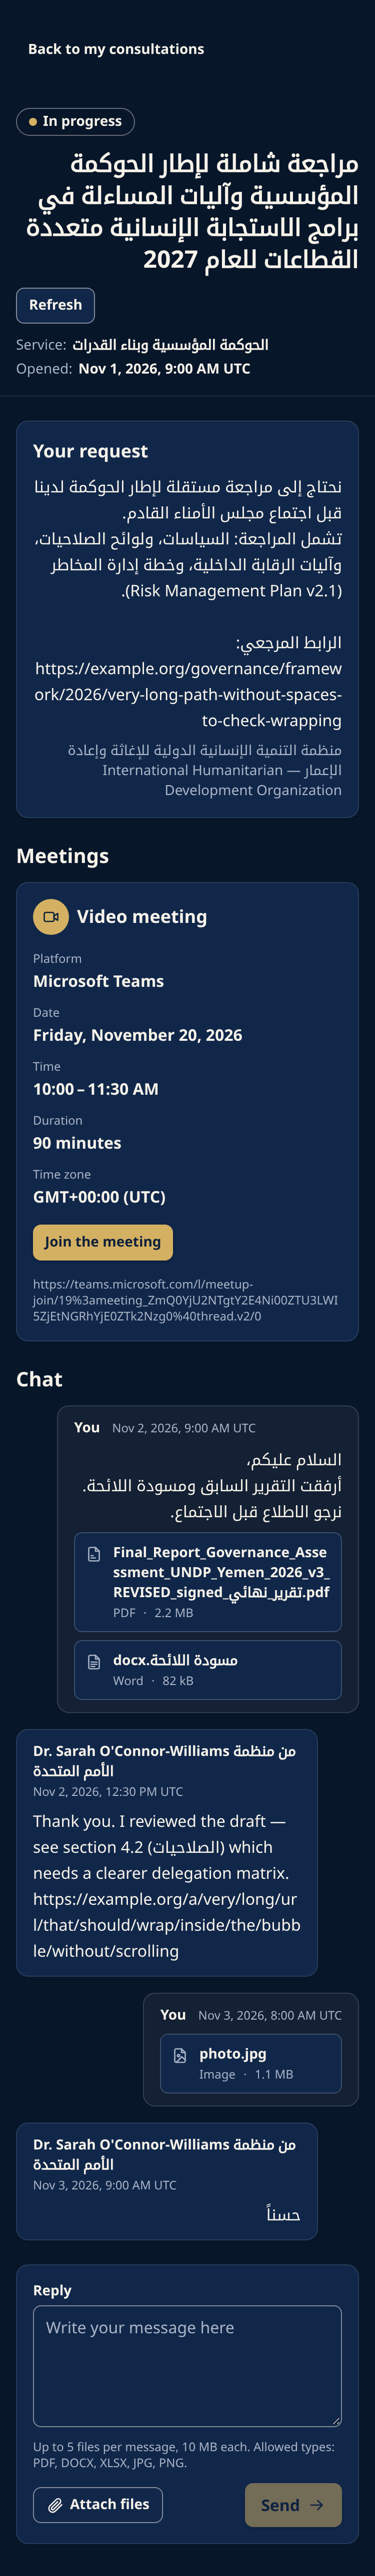 Back to my consultations
In progress
مراجعة شاملة لإطار الحوكمة
المؤسسية وآليات المساءلة في
برامج الاستجابة الإنسانية متعددة
القطاعات للعام 2027
Refresh
Service: الحوكمة المؤسسية وبناء القدرات
Opened: Nov 1, 2026, 9:00 AM UTC
Your request
نحتاج إلى مراجعة مستقلة لإطار الحوكمة لدينا
قبل اجتماع مجلس الأمناء القادم.
تشمل المراجعة: السياسات، ولوائح الصلاحيات،
وآليات الرقابة الداخلية، وخطة إدارة المخاطر
(Risk Management Plan v2.1).
الرابط المرجعي:
https://example.org/governance/framew
ork/2026/very-long-path-without-spaces-
to-check-wrapping
منظمة التنمية الإنسانية الدولية للإغاثة وإعادة
الإعمار — International Humanitarian
Development Organization
Meetings
Video meeting
Platform
Microsoft Teams
Date
Friday, November 20, 2026
Time
10:00 – 11:30 AM
Duration
90 minutes
Time zone
GMT+00:00 (UTC)
Join the meeting
https://teams.microsoft.com/l/meetup-
join/19%3ameeting_ZmQ0YjU2NTgtY2E4Ni00ZTU3LWI
5ZjEtNGRhYjE0ZTk2Nzg0%40thread.v2/0
Chat
You Nov 2, 2026, 9:00 AM UTC
السلام عليكم،
أرفقت التقرير السابق ومسودة اللائحة.
نرجو الاطلاع قبل الاجتماع.
Final_Report_Governance_Asse
ssment_UNDP_Yemen_2026_v3_
REVISED_signed_تقرير_نهائي.pdf
PDF · 2.2 MB
مسودة اللائحة.docx
Word · 82 kB
Dr. Sarah O'Connor-Williams من منظمة
الأمم المتحدة
Nov 2, 2026, 12:30 PM UTC
Thank you. I reviewed the draft —
see section 4.2 (الصلاحيات) which
needs a clearer delegation matrix.
https://example.org/a/very/long/ur
l/that/should/wrap/inside/the/bubb
le/without/scrolling
You Nov 3, 2026, 8:00 AM UTC
photo.jpg
Image · 1.1 MB
Dr. Sarah O'Connor-Williams من منظمة
الأمم المتحدة
Nov 3, 2026, 9:00 AM UTC
حسناً
Reply
Write your message here
Up to 5 files per message, 10 MB each. Allowed types:
PDF, DOCX, XLSX, JPG, PNG.
Attach files
Send